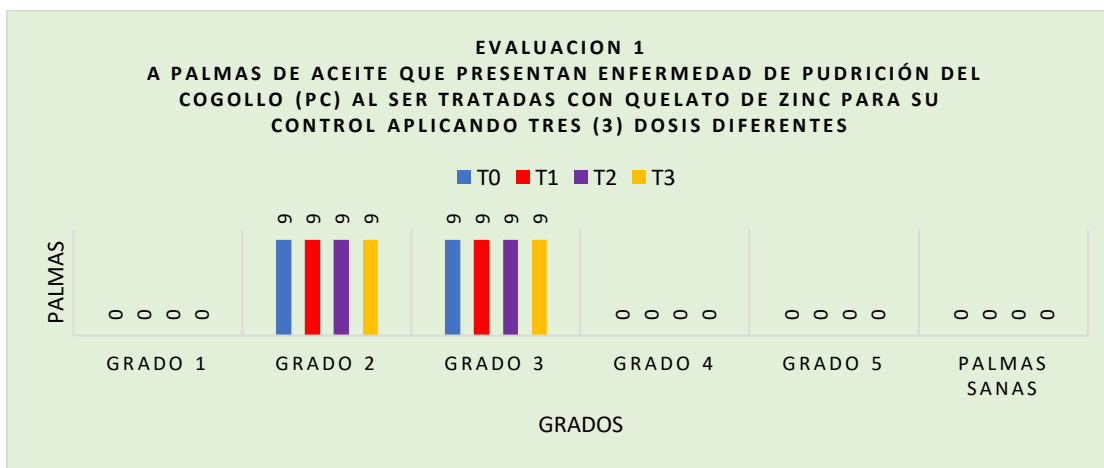 EVALUACION 1
A PALMAS DE ACEITE QUE PRESENTAN ENFERMEDAD DE PUDRICIÓN DEL
COGOLLO (PC) AL SER TRATADAS CON QUELATO DE ZINC PARA SU
CONTROL APLICANDO TRES (3) DOSIS DIFERENTES
T0 T1 T2 T3
PALMAS
0 0 0 0 9 9 9 9 9 9 9 9 0 0 0 0 0 0 0 0 0 0 0 0
GRADO 1 GRADO 2 GRADO 3 GRADO 4 GRADO 5 PALMAS
SANAS
GRADOS